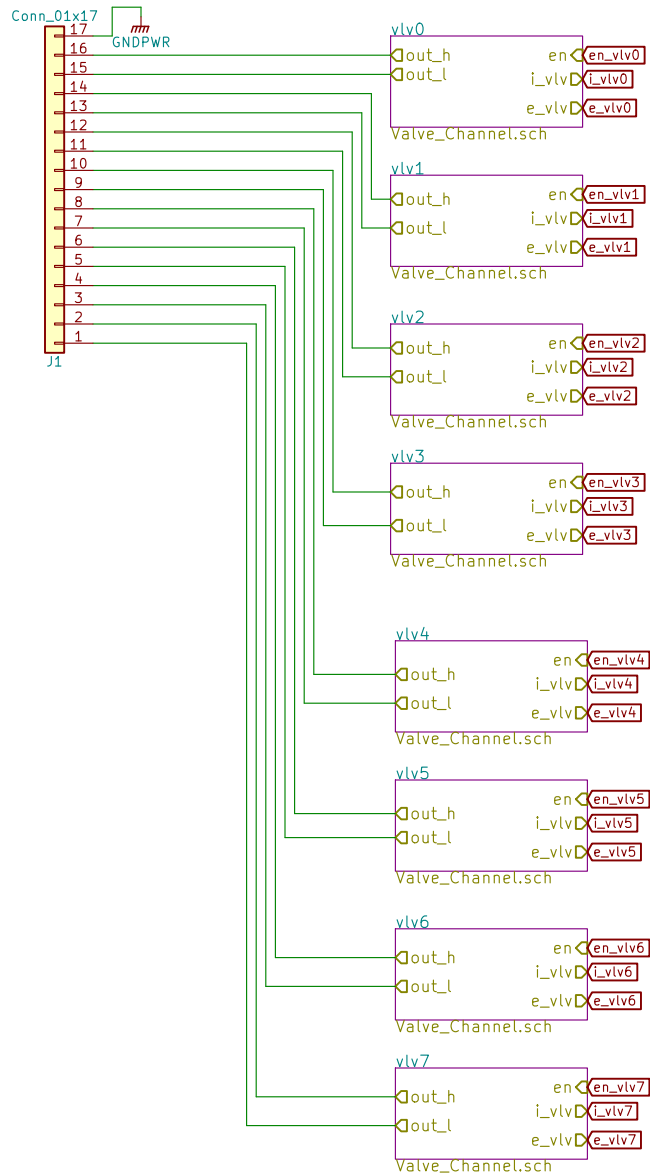 Conn_01x17
17
16
15
14
13
12
11
10
9
8
7
6
5
4
3
2
1
J1
GNDPWR
vlv0
out_h
out_l
en
i_vlv
e_vlv
en_vlv0
i_vlv0
e_vlv0
Valve_Channel.sch
vlv1
out_h
out_l
en
i_vlv
e_vlv
en_vlv1
i_vlv1
e_vlv1
Valve_Channel.sch
vlv2
out_h
out_l
en
i_vlv
e_vlv
en_vlv2
i_vlv2
e_vlv2
Valve_Channel.sch
vlv3
out_h
out_l
en
i_vlv
e_vlv
en_vlv3
i_vlv3
e_vlv3
Valve_Channel.sch
vlv4
out_h
out_l
en
i_vlv
e_vlv
en_vlv4
i_vlv4
e_vlv4
Valve_Channel.sch
vlv5
out_h
out_l
en
i_vlv
e_vlv
en_vlv5
i_vlv5
e_vlv5
Valve_Channel.sch
vlv6
out_h
out_l
en
i_vlv
e_vlv
en_vlv6
i_vlv6
e_vlv6
Valve_Channel.sch
vlv7
out_h
out_l
en
i_vlv
e_vlv
en_vlv7
i_vlv7
e_vlv7
Valve_Channel.sch